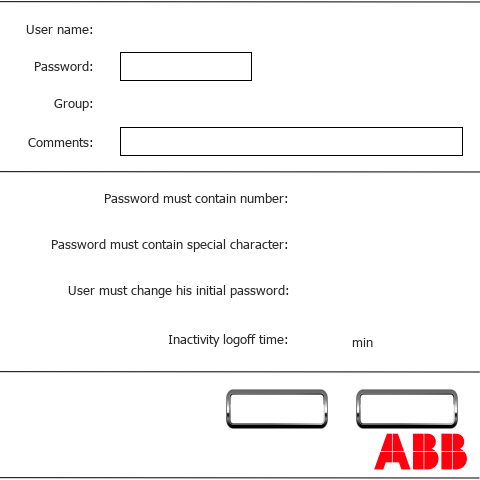 User name:
Password:
Group:
Comments:
Password must contain number:
Password must contain special character:
User must change his initial password:
Inactivity logoff time: min
ABB